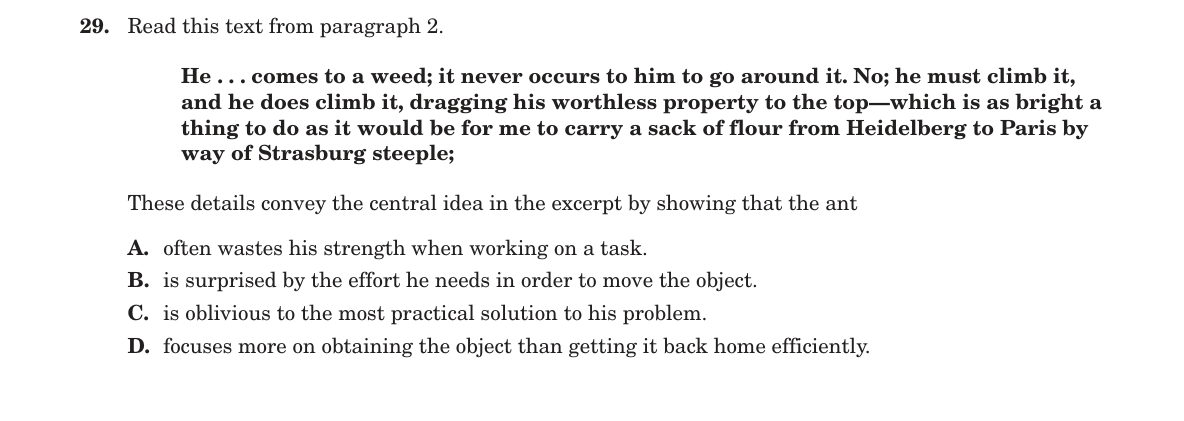 29. Read this text from paragraph 2.
He . . . comes to a weed; it never occurs to him to go around it. No; he must climb it,
and he does climb it, dragging his worthless property to the top—which is as bright a
thing to do as it would be for me to carry a sack of flour from Heidelberg to Paris by
way of Strasburg steeple;
These details convey the central idea in the excerpt by showing that the ant
A. often wastes his strength when working on a task.
B. is surprised by the effort he needs in order to move the object.
C. is oblivious to the most practical solution to his problem.
D. focuses more on obtaining the object than getting it back home efficiently.